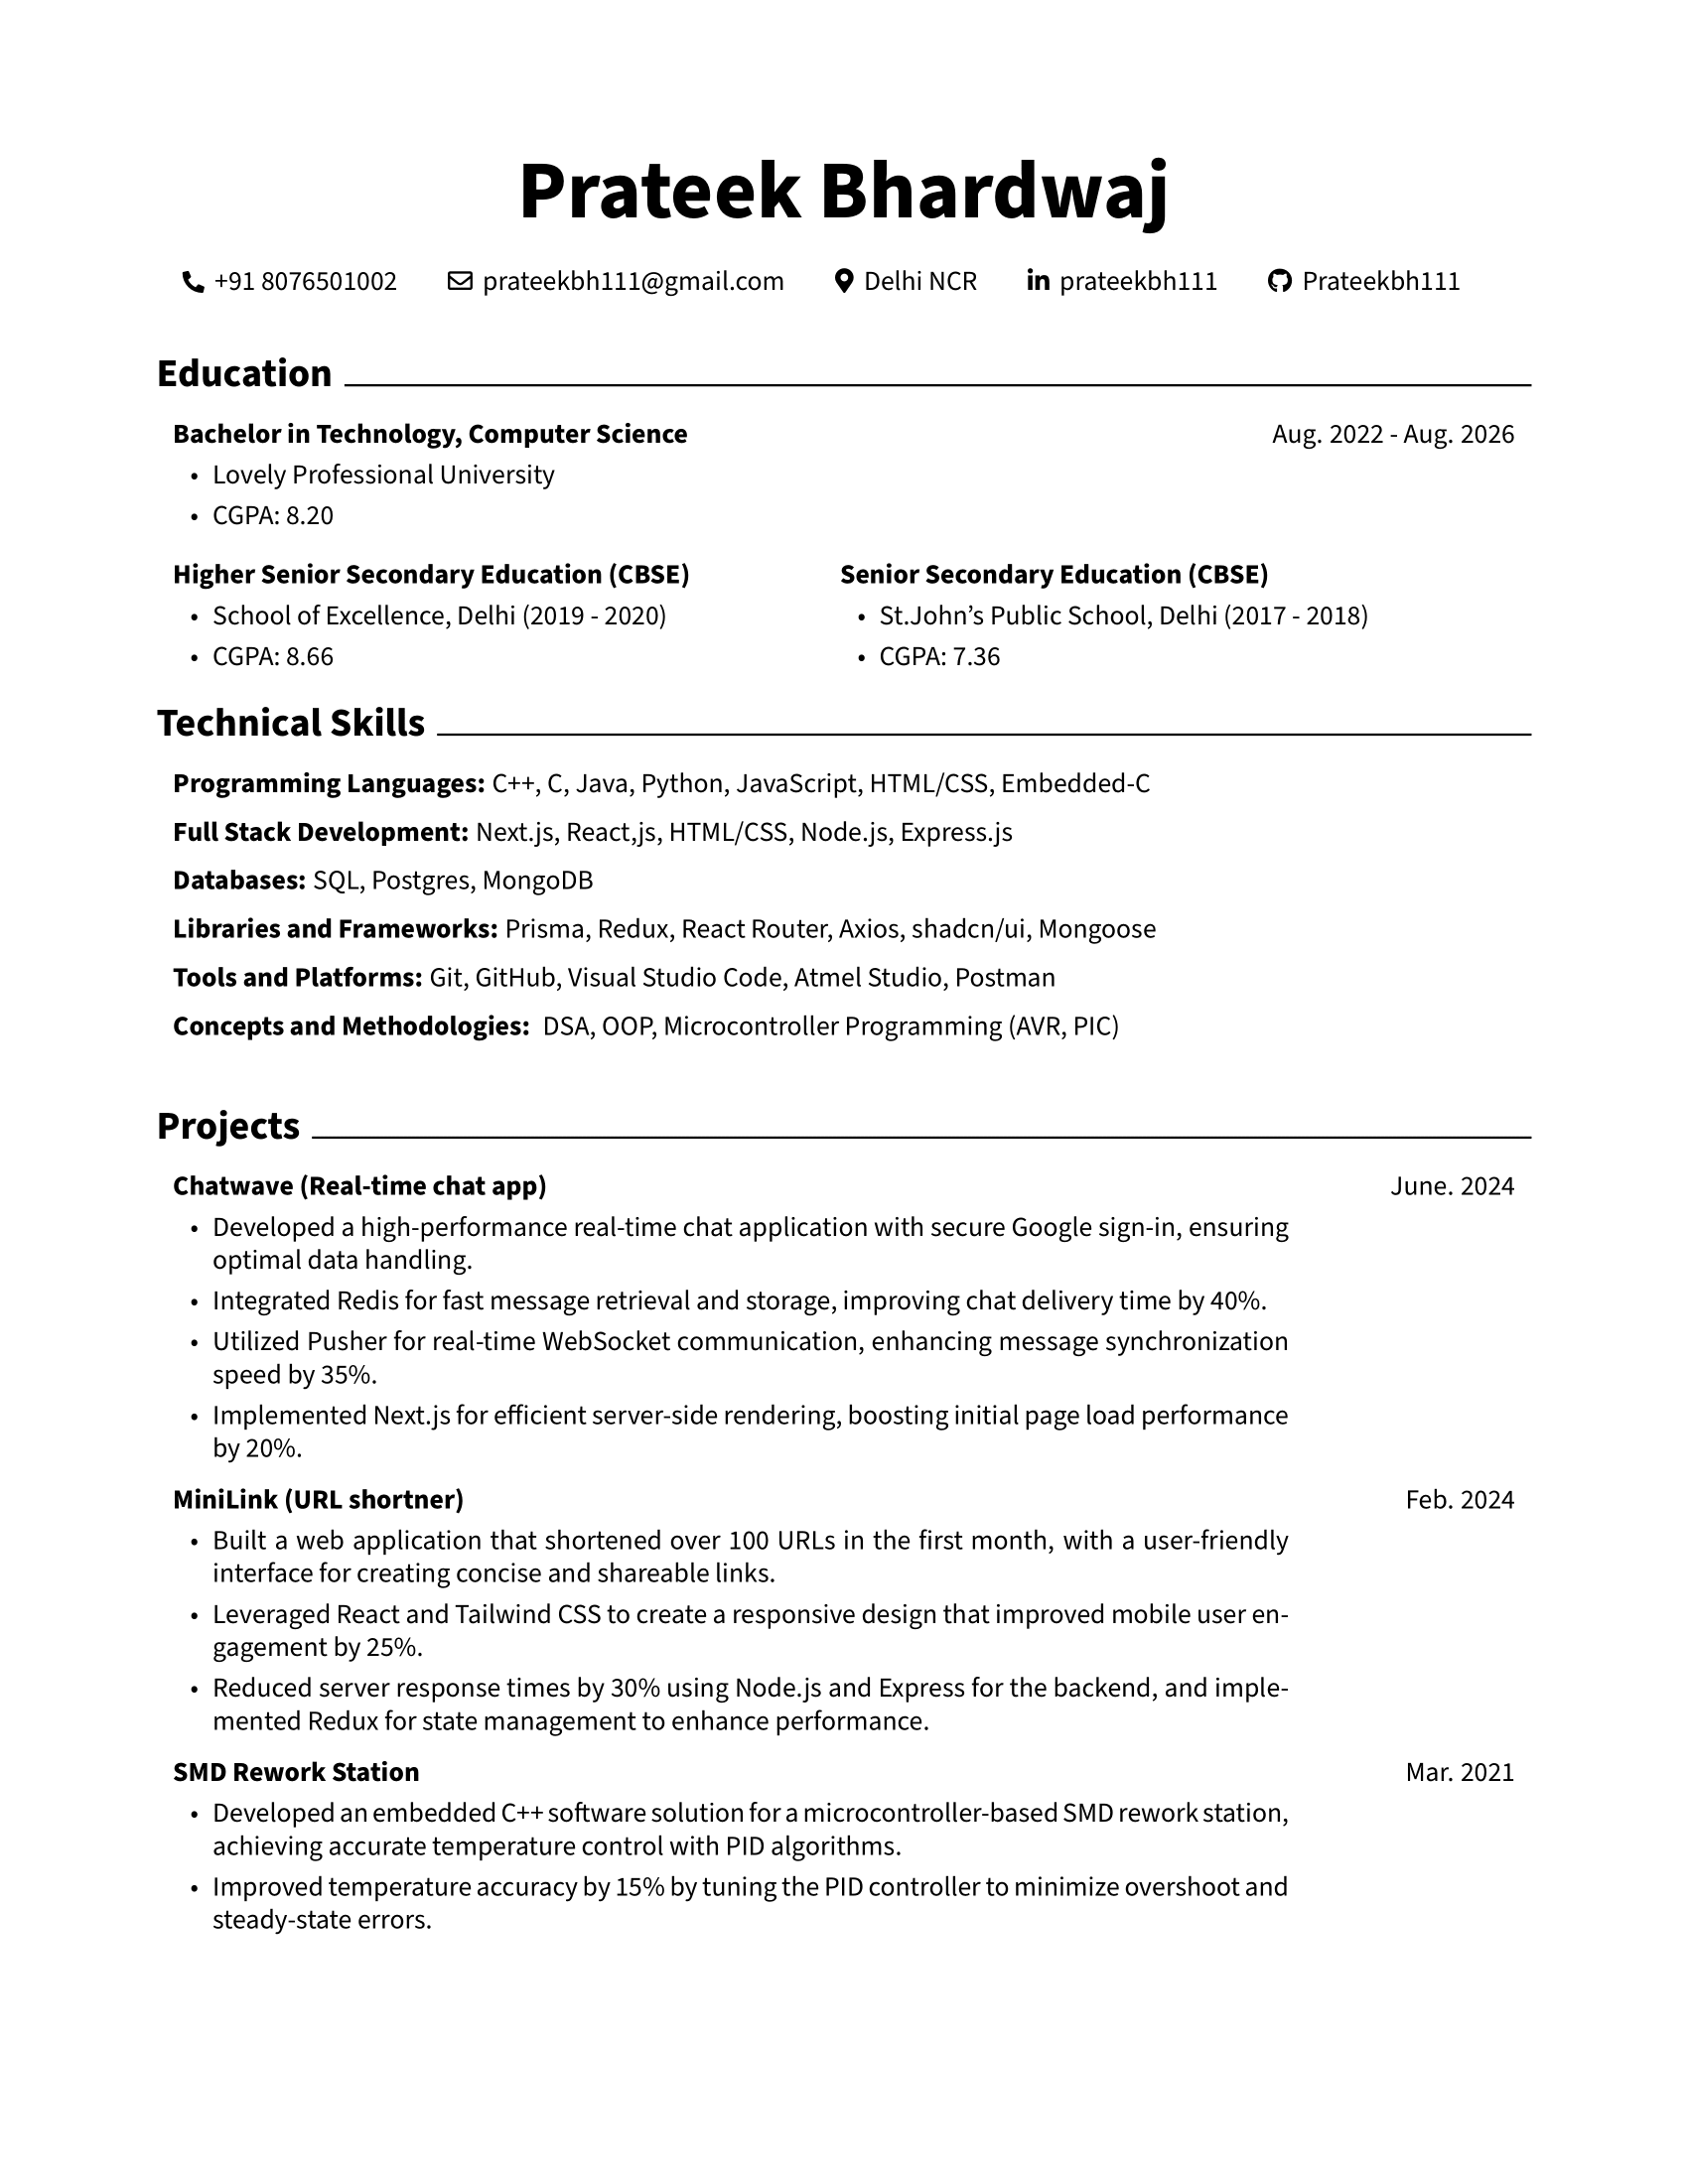 Prateek Bhardwaj
+91 8076501002 prateekbh111@gmail.com Delhi NCR prateekbh111 Prateekbh111
Education
Bachelor in Technology, Computer Science Aug. 2022 - Aug. 2026
• Lovely Professional University
• CGPA: 8.20
Higher Senior Secondary Education (CBSE)
• School of Excellence, Delhi (2019 - 2020)
• CGPA: 8.66
Senior Secondary Education (CBSE)
• St.John’s Public School, Delhi (2017 - 2018)
• CGPA: 7.36
Technical Skills
Programming Languages: C++, C, Java, Python, JavaScript, HTML/CSS, Embedded-C
Full Stack Development: Next.js, React,js, HTML/CSS, Node.js, Express.js
Databases: SQL, Postgres, MongoDB
Libraries and Frameworks: Prisma, Redux, React Router, Axios, shadcn/ui, Mongoose
Tools and Platforms: Git, GitHub, Visual Studio Code, Atmel Studio, Postman
Concepts and Methodologies: DSA, OOP, Microcontroller Programming (AVR, PIC)
Projects
Chatwave (Real-time chat app) June. 2024
• Developed a high-performance real-time chat application with secure Google sign-in, ensuring
optimal data handling.
• Integrated Redis for fast message retrieval and storage, improving chat delivery time by 40%.
• Utilized Pusher for real-time WebSocket communication, enhancing message synchronization
speed by 35%.
• Implemented Next.js for efficient server-side rendering, boosting initial page load performance
by 20%.
MiniLink (URL shortner) Feb. 2024
• Built a web application that shortened over 100 URLs in the first month, with a user-friendly
interface for creating concise and shareable links.
• Leveraged React and Tailwind CSS to create a responsive design that improved mobile user en-
gagement by 25%.
• Reduced server response times by 30% using Node.js and Express for the backend, and imple-
mented Redux for state management to enhance performance.
SMD Rework Station Mar. 2021
• Developed an embedded C++ software solution for a microcontroller-based SMD rework station,
achieving accurate temperature control with PID algorithms.
• Improved temperature accuracy by 15% by tuning the PID controller to minimize overshoot and
steady-state errors.